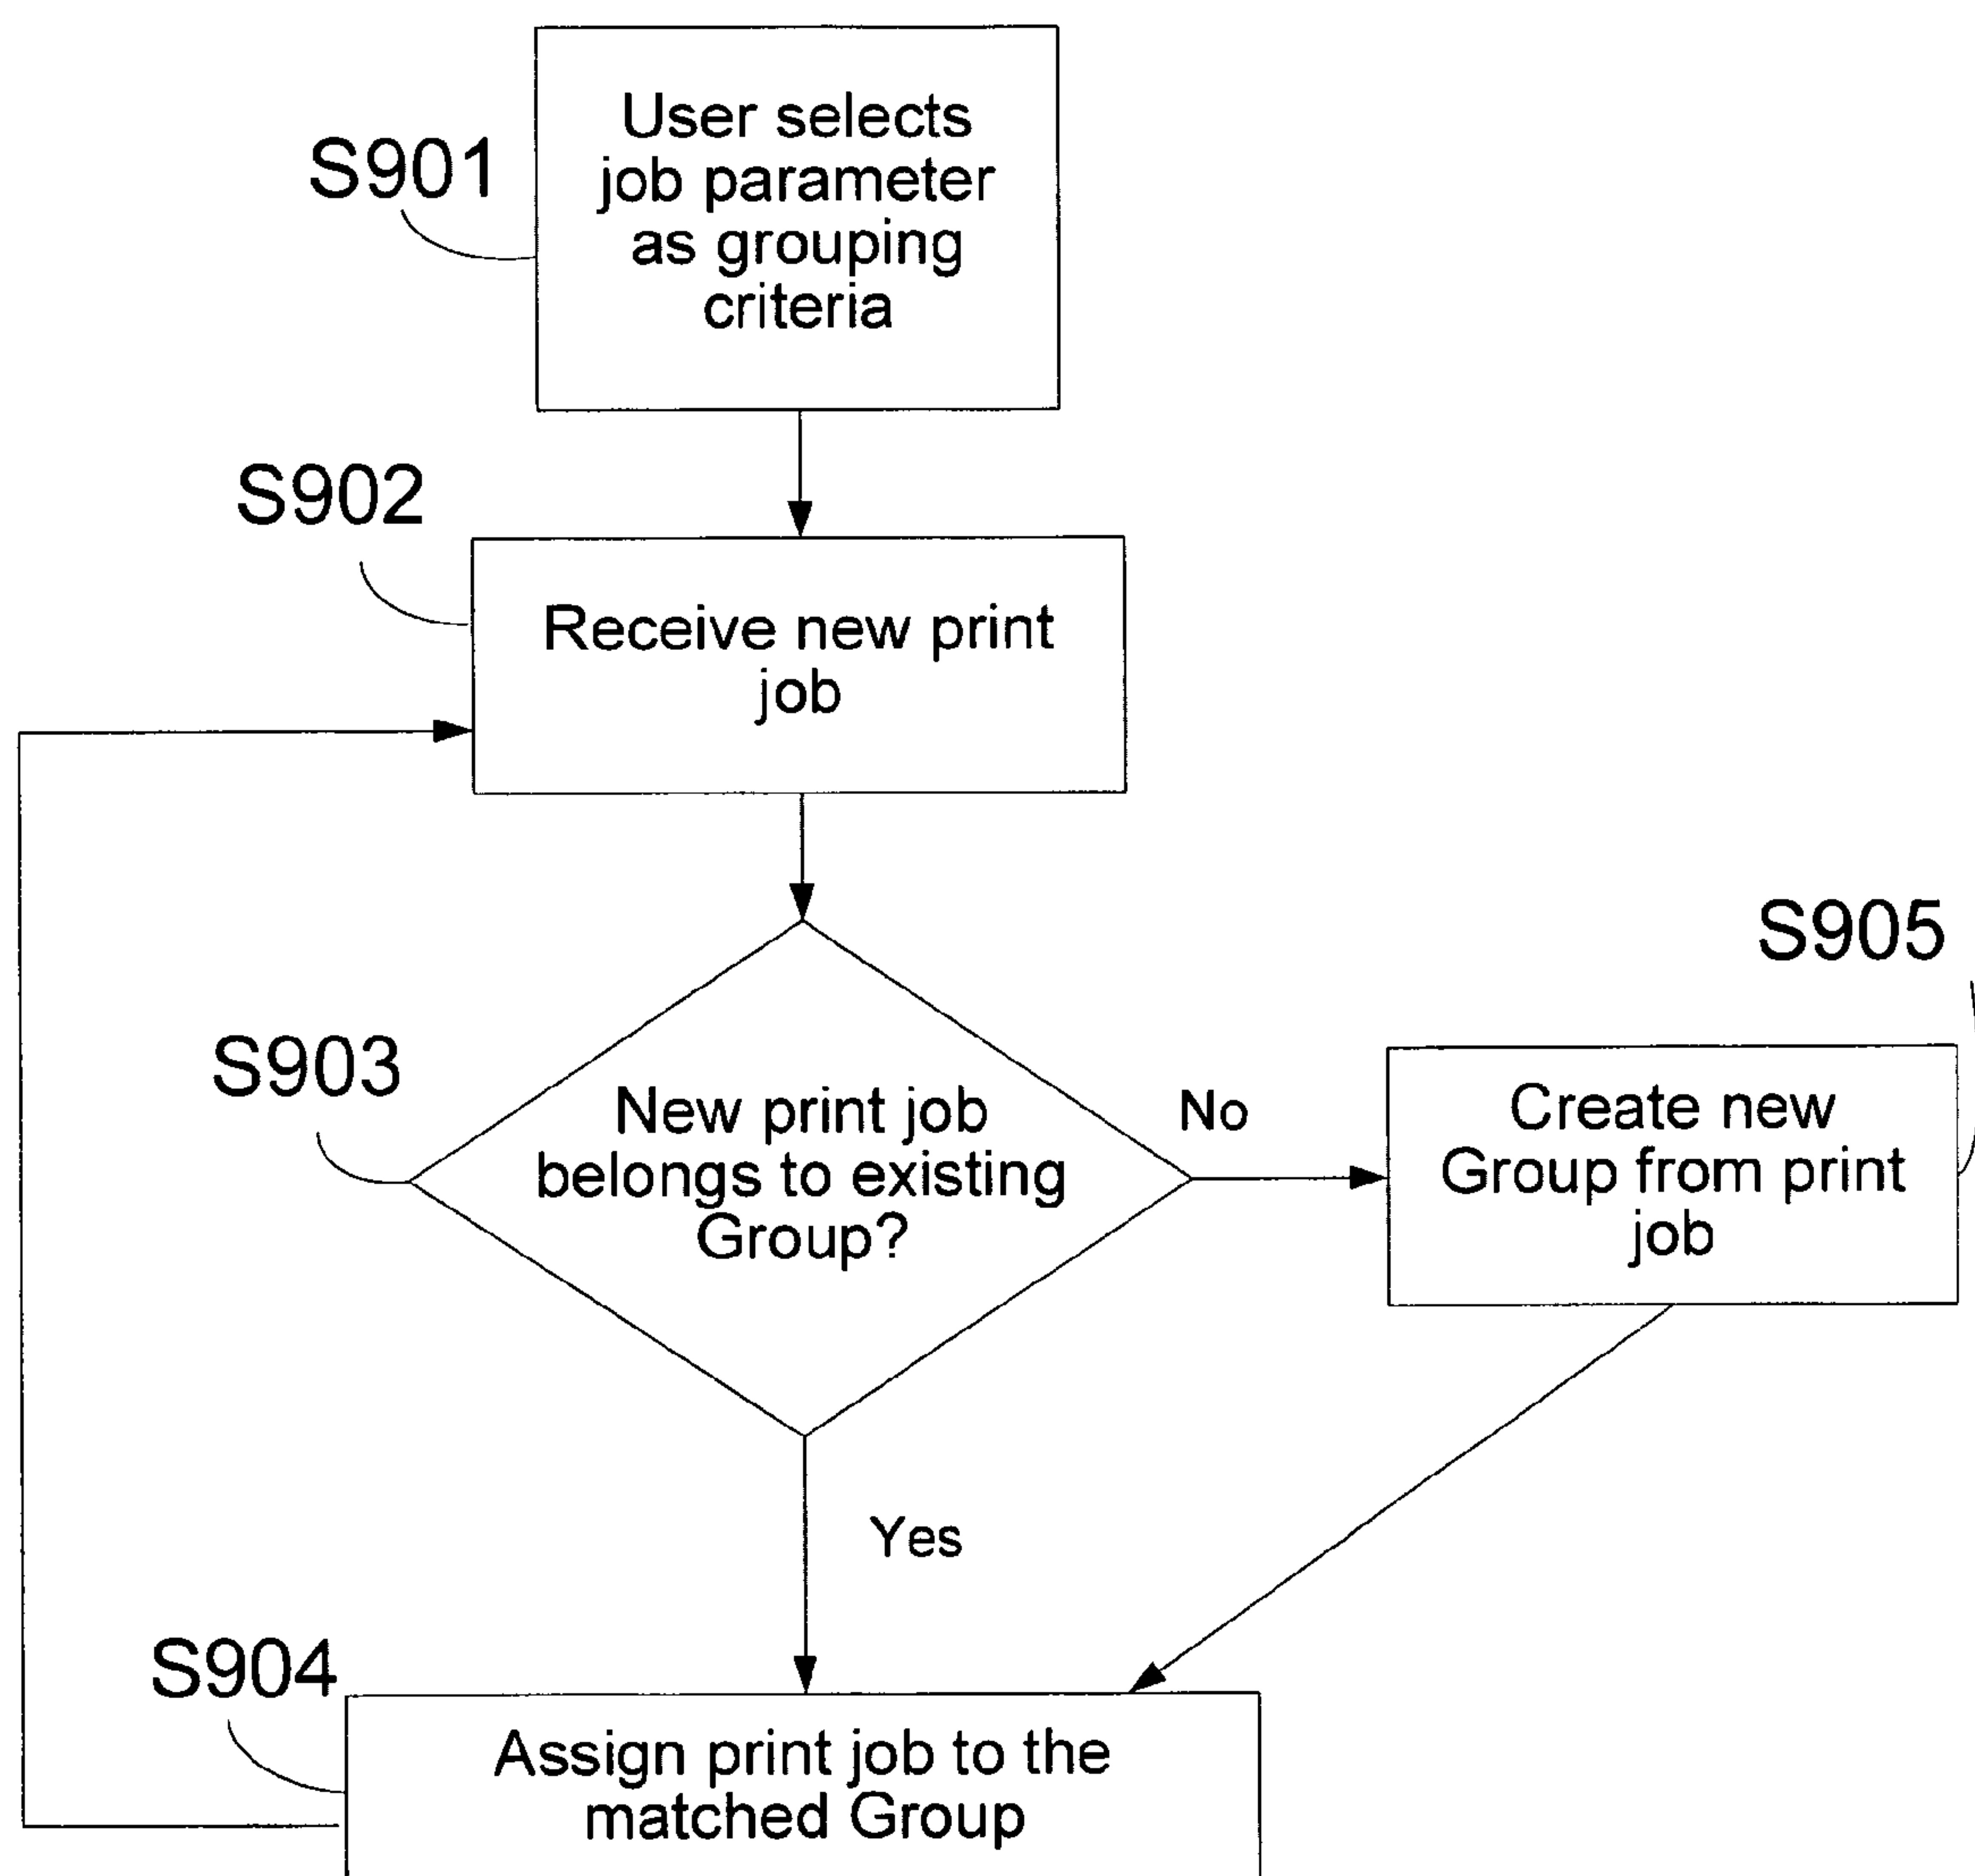 S901
User selects
job parameter
as grouping
criteria
S902
Receive new print
job
S903
New print job
belongs to existing
Group?
No
S905
Create new
Group from print
job
Yes
S904
Assign print job to the
matched Group